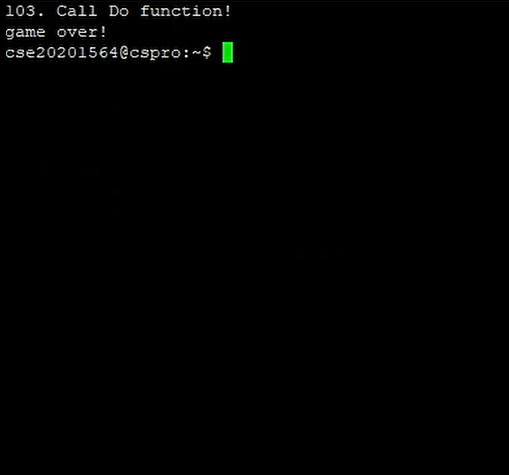 103. Call Do function!
game over!
cse20201564@cspro:~$